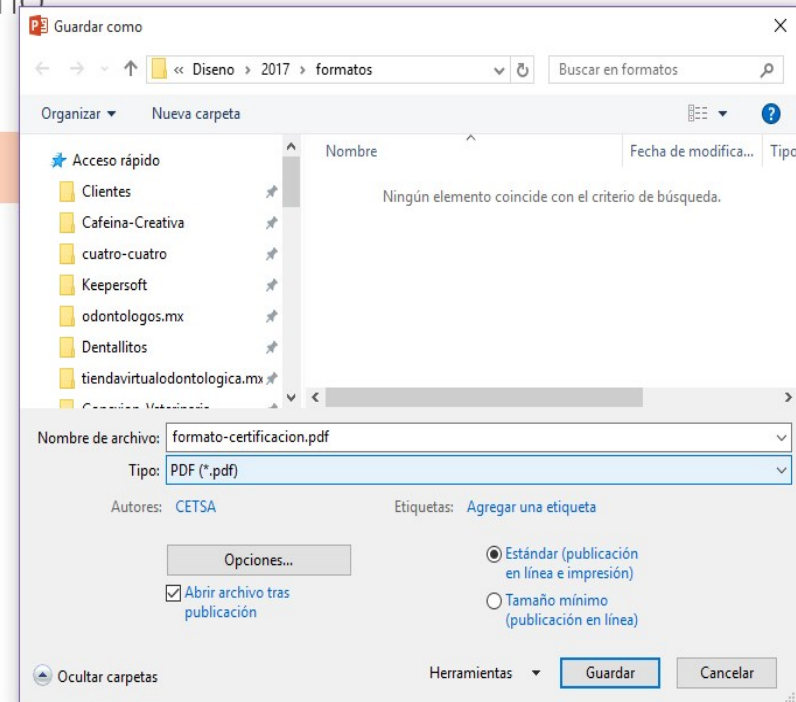 Guardar como
« Diseno › 2017 › formatos
Buscar en formatos
Organizar
Nueva carpeta
Acceso rápido
Clientes
Cafeina-Creativa
cuatro-cuatro
Keepersoft
odontologos.mx
Dentallitos
tiendavirtualodontologica.mx
Nombre
Fecha de modifica...
Tipo
Ningún elemento coincide con el criterio de búsqueda.
Nombre de archivo: formato-certificacion.pdf
Tipo: PDF (*.pdf)
Autores: CETSA
Etiquetas: Agregar una etiqueta
Opciones...
Abrir archivo tras
publicación
Estándar (publicación
en línea e impresión)
Tamaño mínimo
(publicación en línea)
Ocultar carpetas
Herramientas
Guardar
Cancelar